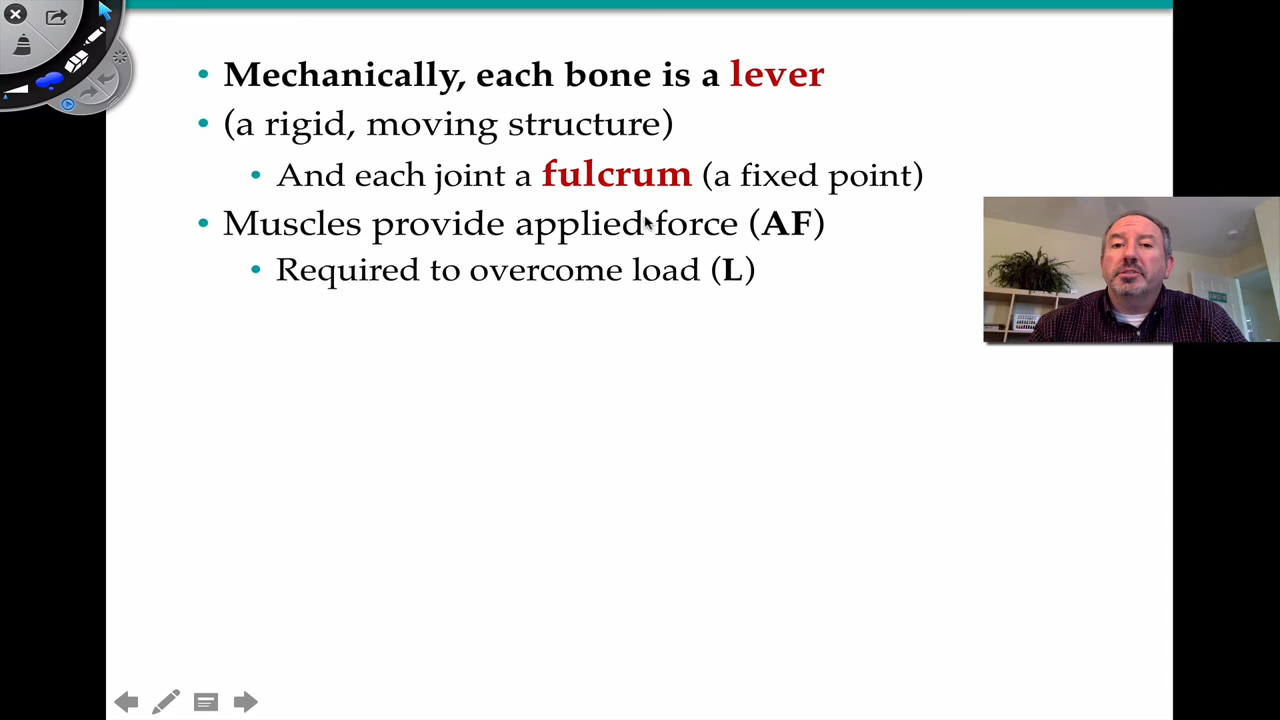 • Mechanically, each bone is a lever
• (a rigid, moving structure)
• And each joint a fulcrum (a fixed point)
• Muscles provide applied force (AF)
• Required to overcome load (L)